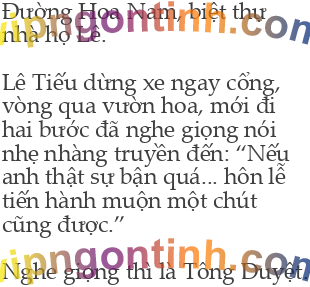 Đường Hoa Nam, biệt thự
nhà họ Lê.
Lê Tiếu dừng xe ngay cổng,
vòng qua vườn hoa, mới đi
hai bước đã nghe giọng nói
nhẹ nhàng truyền đến: “Nếu
anh thật sự bận quá... hôn lễ
tiến hành muộn một chút
cũng được.”
Nghe giọng thì là Tông Duyệt.
vipngontinh.com
vipngontinh.com